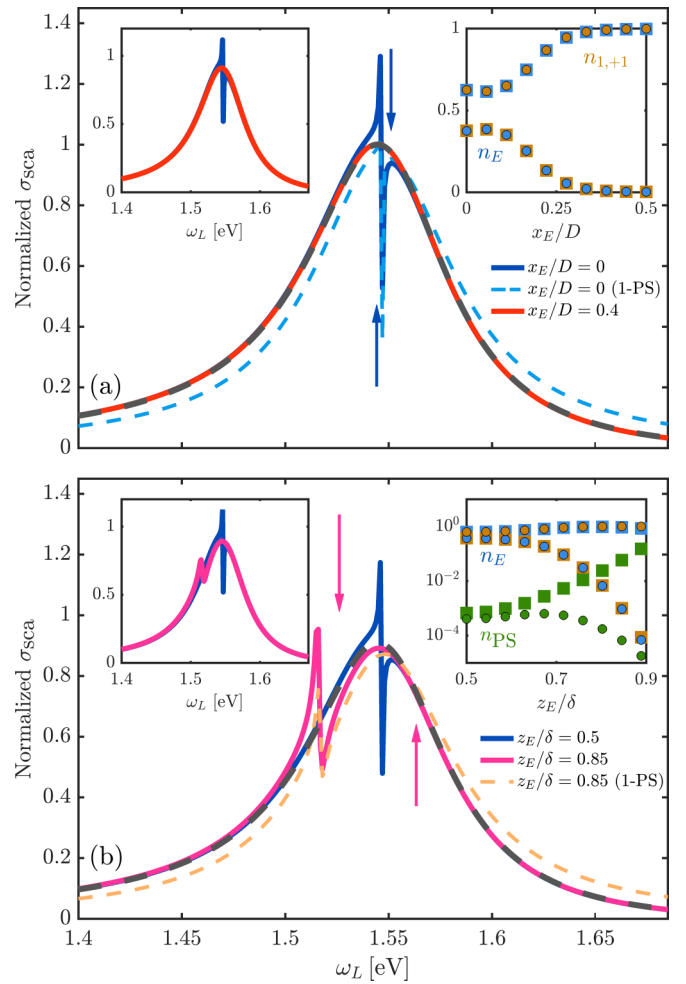 1.4
1.2
1
0.8
0.6
0.4
0.2
0
Normalized σsca
(a)
1
0.5
0
1.4 1.5 1.6
ωL [eV]
1
0.5
0
n1,+1
nE
0 0.25 0.5
xE/D
xE/D = 0
xE/D = 0 (1-PS)
xE/D = 0.4
1.4
1.2
1
0.8
0.6
0.4
0.2
0
Normalized σsca
(b)
1
0.5
0
1.4 1.5 1.6
ωL [eV]
10^0
10^-2
10^-4
nE
nPS
0.5 0.6 0.7 0.8 0.9
zE/δ
zE/δ = 0.5
zE/δ = 0.85
zE/δ = 0.85 (1-PS)
1.4 1.45 1.5 1.55 1.6 1.65
ωL [eV]